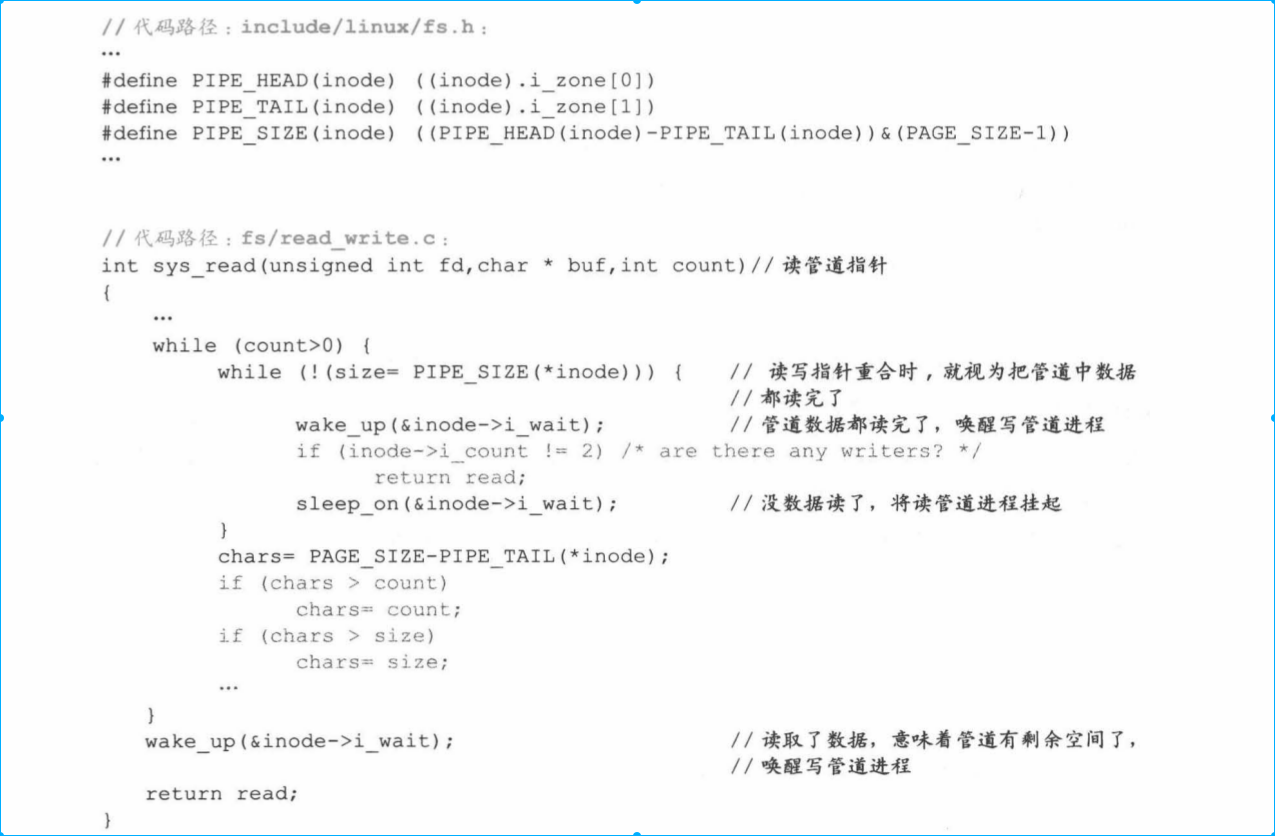 // 代码路径：include/linux/fs.h：
…
#define PIPE_HEAD(inode) ((inode).i_zone[0])
#define PIPE_TAIL(inode) ((inode).i_zone[1])
#define PIPE_SIZE(inode) ((PIPE_HEAD(inode)-PIPE_TAIL(inode))&(PAGE_SIZE-1))
…
// 代码路径：fs/read_write.c：
int sys_read(unsigned int fd,char * buf,int count)// 读管道指针
{
…
while (count>0) {
while (!(size= PIPE_SIZE(*inode))) { // 读写指针重合时，就视为把管道中数据
// 都读完了
wake_up(&inode->i_wait); // 管道数据都读完了，唤醒写管道进程
if (inode->i_count != 2) /* are there any writers? */
return read;
sleep_on(&inode->i_wait); // 没数据读了，将读管道进程挂起
}
chars= PAGE_SIZE-PIPE_TAIL(*inode);
if (chars > count)
chars= count;
if (chars > size)
chars= size;
…
}
wake_up(&inode->i_wait); // 读取了数据，意味着管道有剩余空间了，
// 唤醒写管道进程
return read;
}